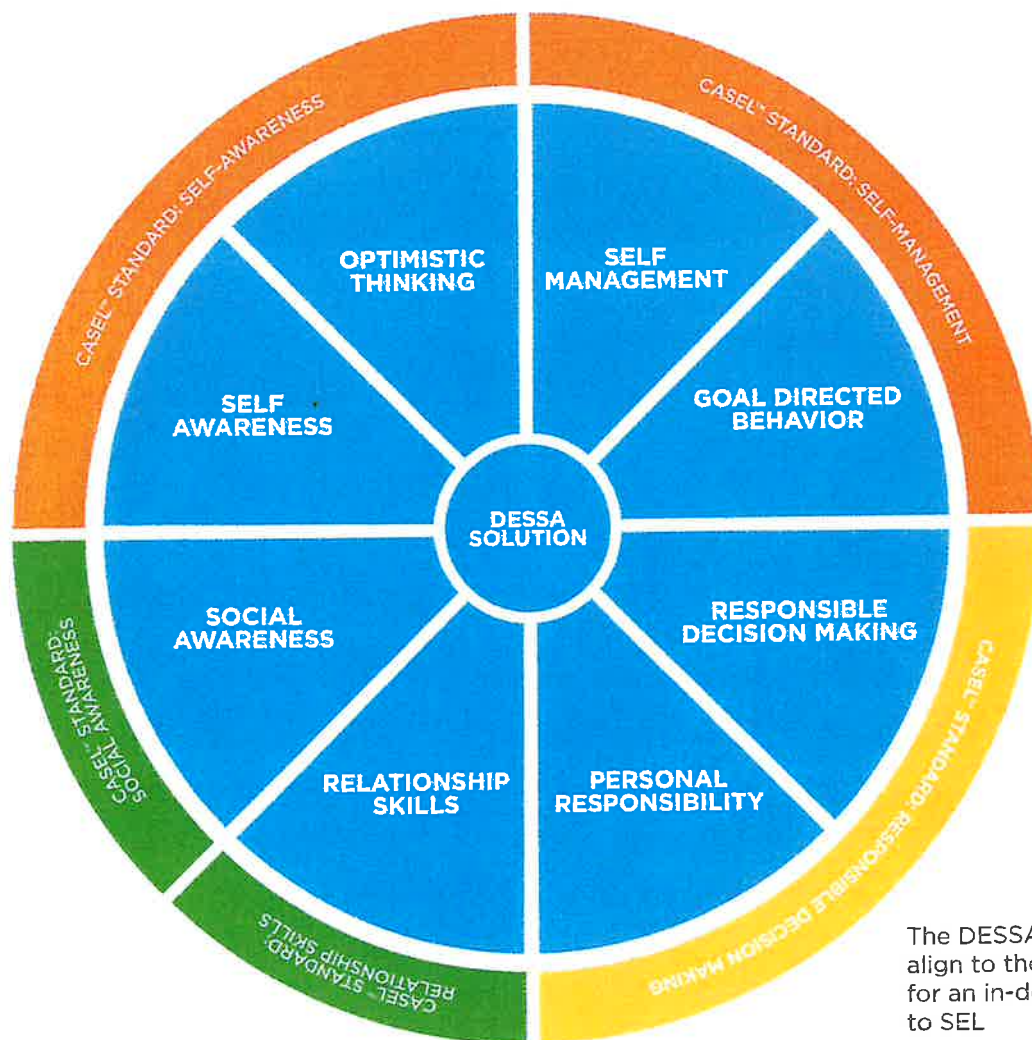 CASEL™ STANDARD: SELF-AWARENESS
CASEL™ STANDARD: SELF-MANAGEMENT
OPTIMISTIC
THINKING
SELF
MANAGEMENT
SELF
AWARENESS
GOAL DIRECTED
BEHAVIOR
DESSA
SOLUTION
SOCIAL
AWARENESS
RESPONSIBLE
DECISION MAKING
RELATIONSHIP
SKILLS
PERSONAL
RESPONSIBILITY
CASEL™ STANDARD:
SOCIAL AWARENESS
CASEL™ STANDARD:
RELATIONSHIP SKILLS
CASEL™ STANDARD: RESPONSIBLE DECISION MAKING
The DESSA
align to the
for an in-d
to SEL